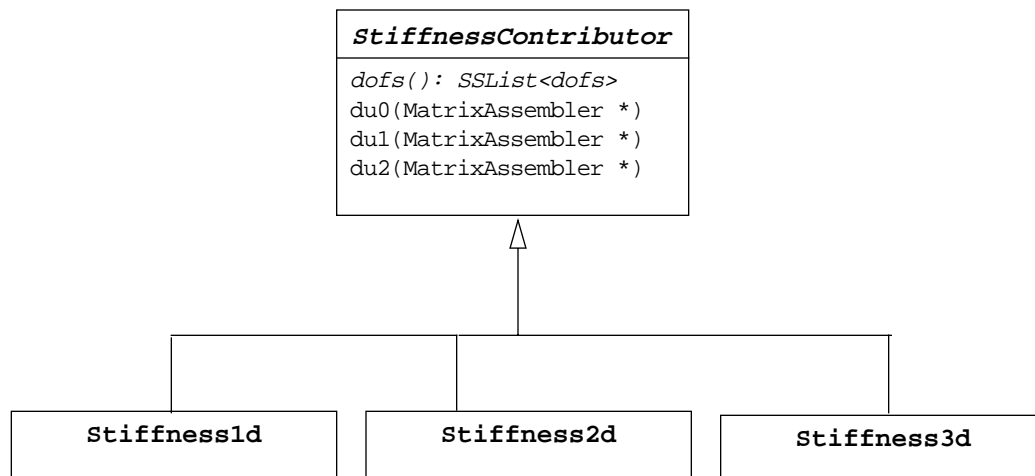 StiffnessContributor
dofs(): SSList<dofs>
du0(MatrixAssembler *)
du1(MatrixAssembler *)
du2(MatrixAssembler *)
Stiffness1d
Stiffness2d
Stiffness3d